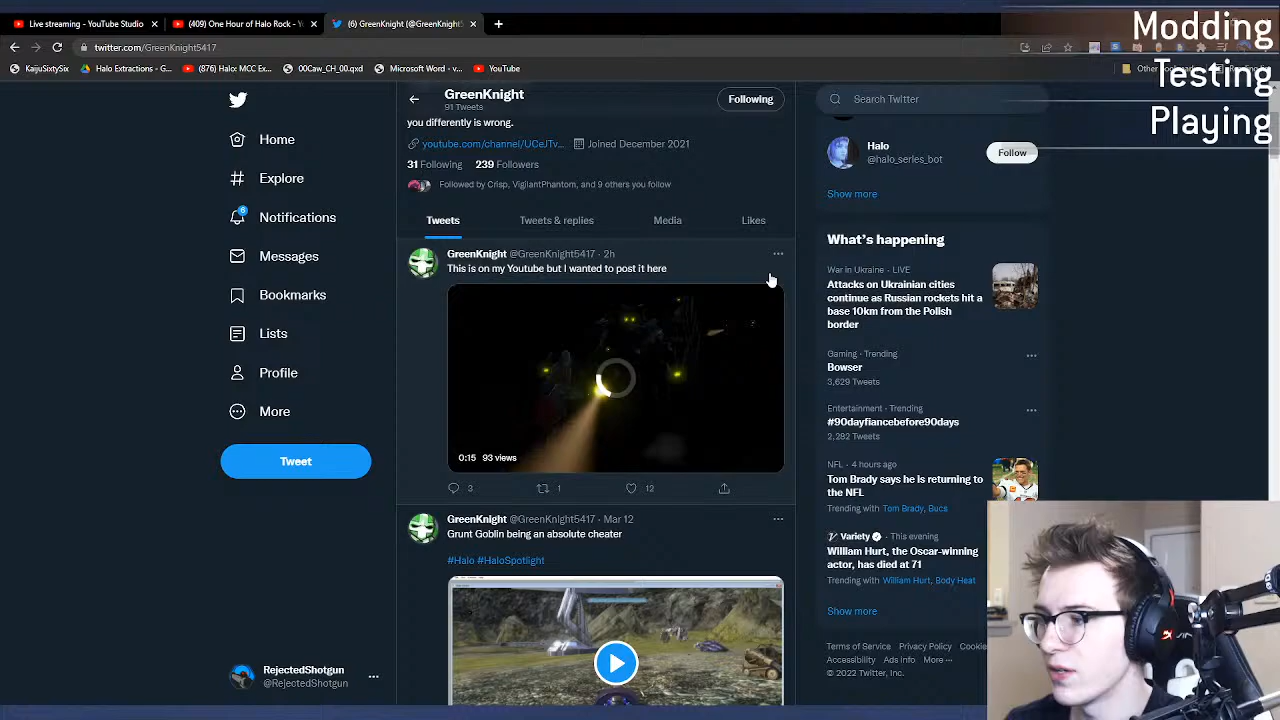 Live streaming - YouTube Studio
(409) One Hour of Halo Rock - Y
(6) GreenKnight (@GreenKnight5
Modding
twitter.com/GreenKnight5417
KaijuSixtySix
Halo Extractions - G...
(876) Halo: MCC Ex...
00Caw_CH_00.qxd
Microsoft Word - v...
YouTube
Testing
Playing
GreenKnight
91 Tweets
Following
Search Twitter
you differently is wrong.
youtube.com/channel/UCeJTv...
Joined December 2021
31 Following 239 Followers
Followed by Crisp, VigilantPhantom, and 9 others you follow
Tweets
Tweets & replies
Media
Likes
Home
Explore
6
Notifications
Messages
Bookmarks
Lists
Profile
More
Tweet
GreenKnight @GreenKnight5417 · 2h
This is on my Youtube but I wanted to post it here
0:15 93 views
3
1
12
GreenKnight @GreenKnight5417 · Mar 12
Grunt Goblin being an absolute cheater
#Halo #HaloSpotlight
Halo
@halo_series_bot
Follow
Show more
What's happening
War in Ukraine · LIVE
Attacks on Ukrainian cities
continue as Russian rockets hit a
base 10km from the Polish
border
Gaming · Trending
Bowser
3,629 Tweets
Entertainment · Trending
#90dayfiancebefore90days
2,282 Tweets
NFL · 4 hours ago
Tom Brady says he is returning to
the NFL
Trending with Tom Brady, Bucs
Variety · This evening
William Hurt, the Oscar-winning
actor, has died at 71
Trending with William Hurt, Body Heat
Show more
Terms of Service Privacy Policy Cookie
Accessibility Ads Info More ...
© 2022 Twitter, Inc.
RejectedShotgun
@RejectedShotgun